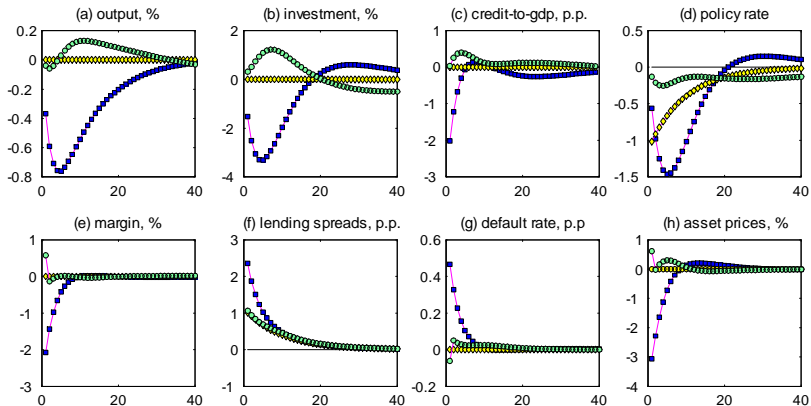 (a) output, %
(b) investment, %
(c) credit-to-gdp, p.p.
(d) policy rate
0.2
0
-0.2
-0.4
-0.6
-0.8
0 20 40
4
2
0
-2
-4
0 20 40
1
0
-1
-2
-3
0 20 40
0.5
0
-0.5
-1
-1.5
0 20 40
(e) margin, %
(f) lending spreads, p.p.
(g) default rate, p.p
(h) asset prices, %
1
0
-1
-2
-3
0 20 40
3
2
1
0
-1
0 20 40
0.6
0.4
0.2
0
-0.2
0 20 40
1
0
-1
-2
-3
-4
0 20 40